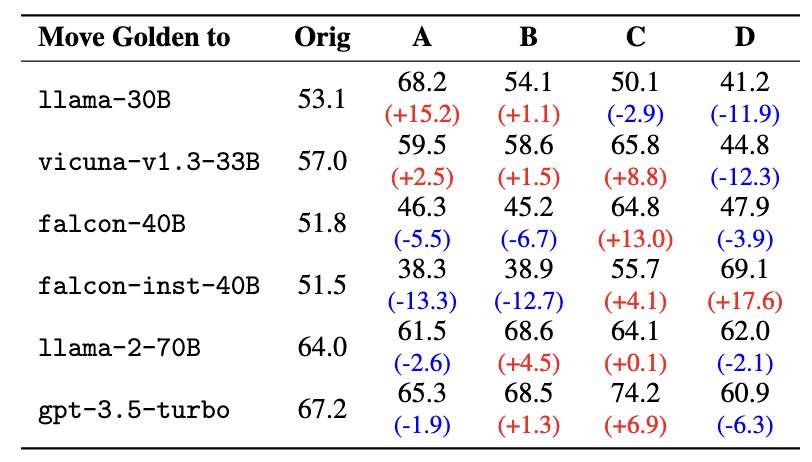 Move Golden to Orig A B C D
llama-30B 53.1 68.2 54.1 50.1 41.2
(+15.2) (+1.1) (-2.9) (-11.9)
vicuna-v1.3-33B 57.0 59.5 58.6 65.8 44.8
(+2.5) (+1.5) (+8.8) (-12.3)
falcon-40B 51.8 46.3 45.2 64.8 47.9
(-5.5) (-6.7) (+13.0) (-3.9)
falcon-inst-40B 51.5 38.3 38.9 55.7 69.1
(-13.3) (-12.7) (+4.1) (+17.6)
llama-2-70B 64.0 61.5 68.6 64.1 62.0
(-2.6) (+4.5) (+0.1) (-2.1)
gpt-3.5-turbo 67.2 65.3 68.5 74.2 60.9
(-1.9) (+1.3) (+6.9) (-6.3)